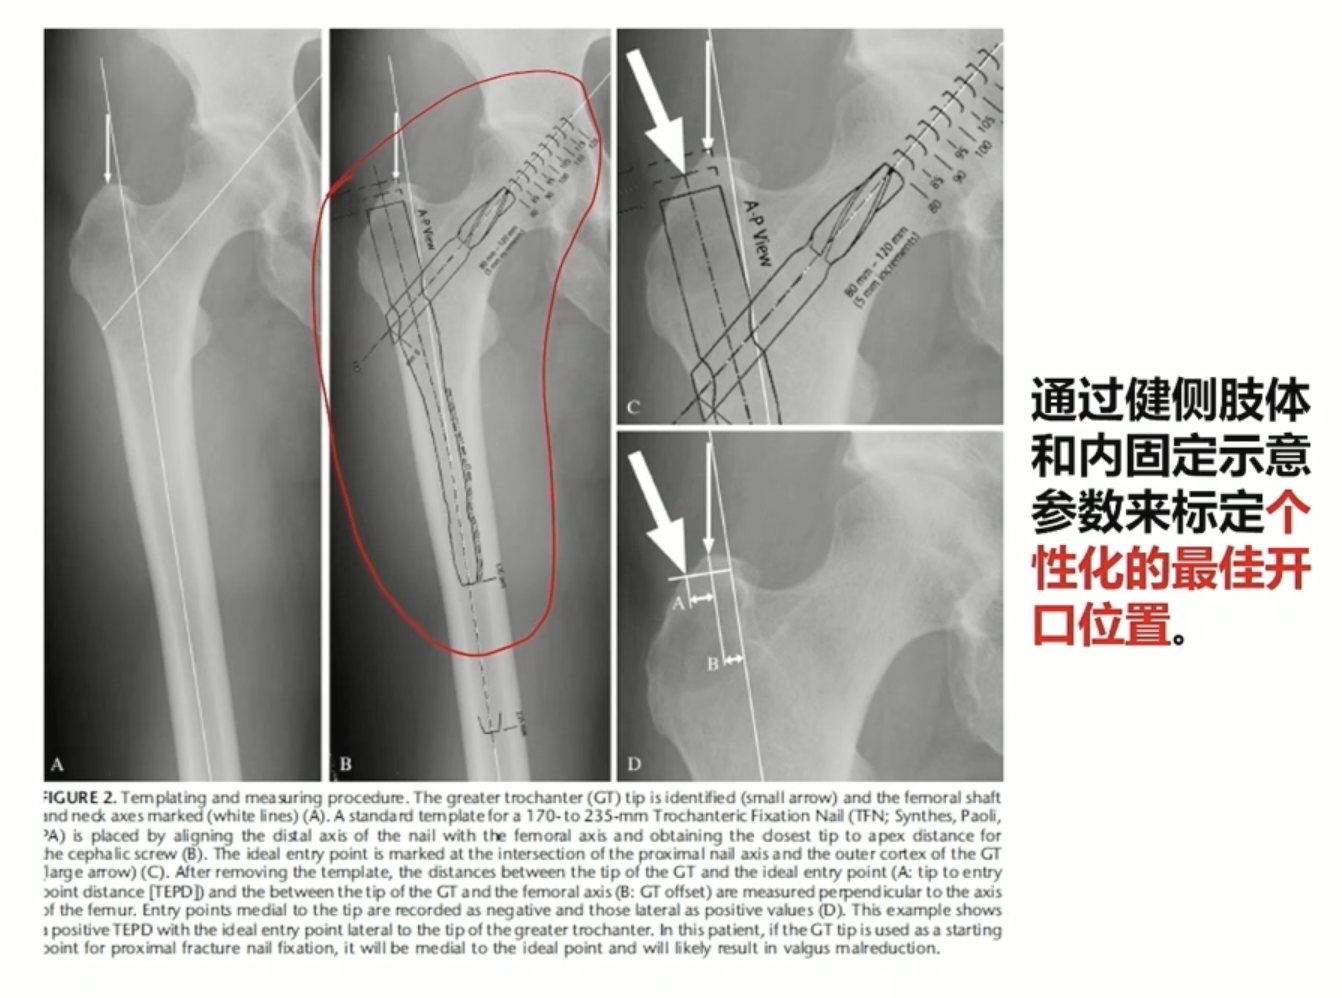 A
B
A-P View
80 mm - 120 mm
(5 mm increments)
C
A-P View
80 mm - 120 mm
(5 mm increments)
80
85
90
95
100
105
D
A
B
通过健侧肢体
和内固定示意
参数来标定个
性化的最佳开
口位置。
FIGURE 2. Templating and measuring procedure. The greater trochanter (GT) tip is identified (small arrow) and the femoral shaft
and neck axes marked (white lines) (A). A standard template for a 170- to 235-mm Trochanteric Fixation Nail (TFN; Synthes, Paoli,
PA) is placed by aligning the distal axis of the nail with the femoral axis and obtaining the closest tip to apex distance for
the cephalic screw (B). The ideal entry point is marked at the intersection of the proximal nail axis and the outer cortex of the GT
(large arrow) (C). After removing the template, the distances between the tip of the GT and the ideal entry point (A: tip to entry
point distance [TEPD]) and the between the tip of the GT and the femoral axis (B: GT offset) are measured perpendicular to the axis
of the femur. Entry points medial to the tip are recorded as negative and those lateral as positive values (D). This example shows
a positive TEPD with the ideal entry point lateral to the tip of the greater trochanter. In this patient, if the GT tip is used as a starting
point for proximal fracture nail fixation, it will be medial to the ideal point and will likely result in valgus malreduction.